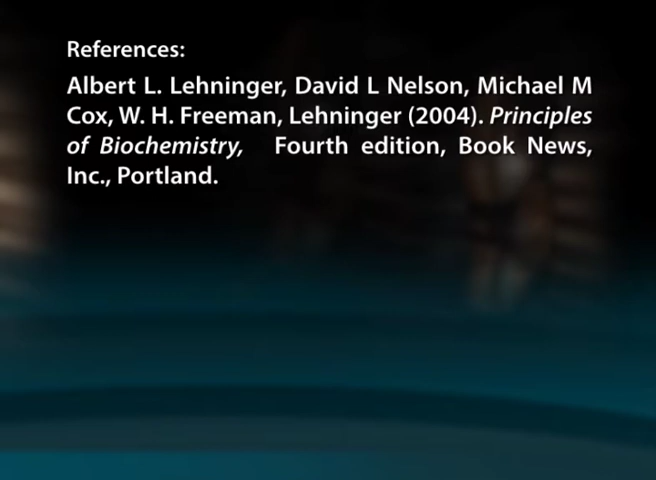 References:
Albert L. Lehninger, David L Nelson, Michael M
Cox, W. H. Freeman, Lehninger (2004). Principles
of Biochemistry, Fourth edition, Book News,
Inc., Portland.